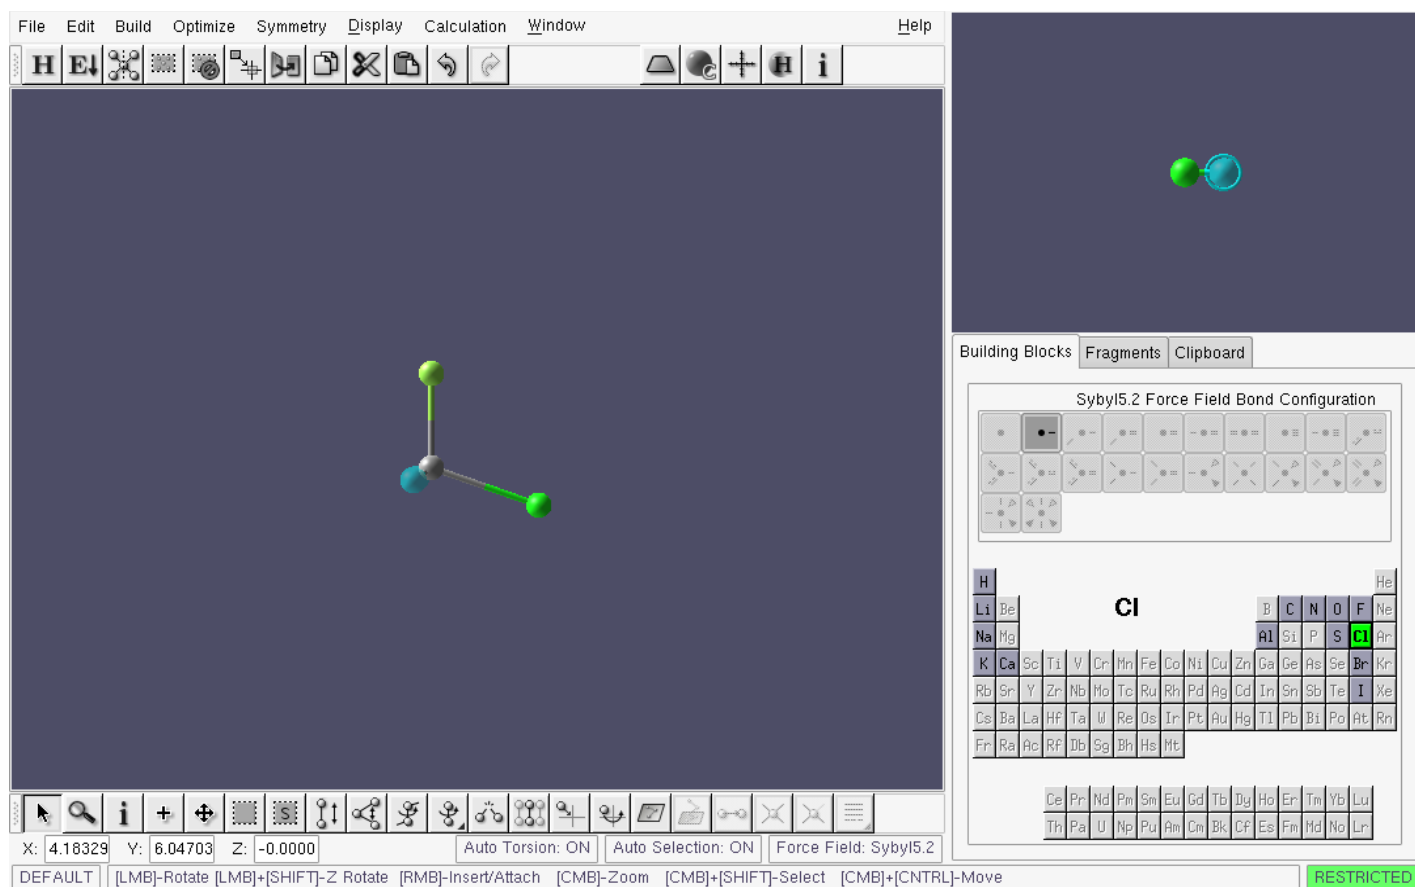 File Edit Build Optimize Symmetry Display Calculation Window Help
H E C H i
Building Blocks Fragments Clipboard
Sybyl5.2 Force Field Bond Configuration
Cl
H He
Li Be B C N O F Ne
Na Mg Al Si P S Cl Ar
K Ca Sc Ti V Cr Mn Fe Co Ni Cu Zn Ga Ge As Se Br Kr
Rb Sr Y Zr Nb Mo Tc Ru Rh Pd Ag Cd In Sn Sb Te I Xe
Cs Ba La Hf Ta W Re Os Ir Pt Au Hg Tl Pb Bi Po At Rn
Fr Ra Ac Rf Db Sg Bh Hs Mt
Ce Pr Nd Pm Sm Eu Gd Tb Dy Ho Er Tm Yb Lu
Th Pa U Np Pu Am Cm Bk Cf Es Fm Md No Lr
i S
X: 4.18329 Y: 6.04703 Z: -0.0000 Auto Torsion: ON Auto Selection: ON Force Field: Sybyl5.2
DEFAULT [LMB]-Rotate [LMB]+[SHIFT]-Z Rotate [RMB]-Insert/Attach [CMB]-Zoom [CMB]+[SHIFT]-Select [CMB]+[CNTRL]-Move RESTRICTED